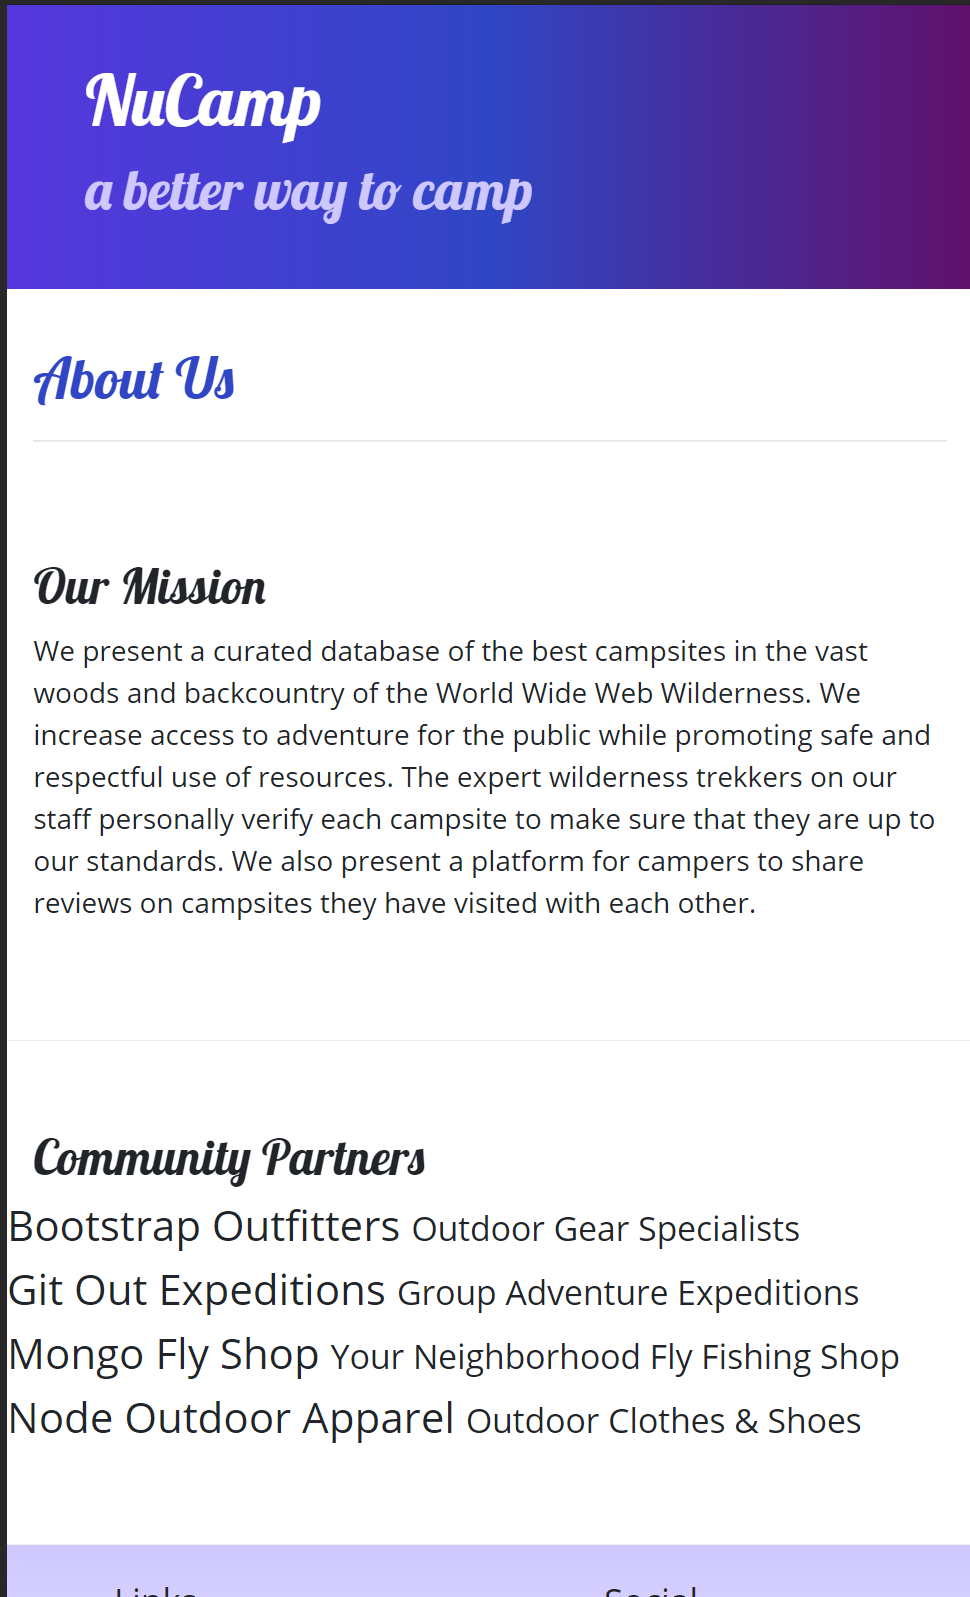 NuCamp
a better way to camp
About Us
Our Mission
We present a curated database of the best campsites in the vast
woods and backcountry of the World Wide Web Wilderness. We
increase access to adventure for the public while promoting safe and
respectful use of resources. The expert wilderness trekkers on our
staff personally verify each campsite to make sure that they are up to
our standards. We also present a platform for campers to share
reviews on campsites they have visited with each other.
Community Partners
Bootstrap Outfitters Outdoor Gear Specialists
Git Out Expeditions Group Adventure Expeditions
Mongo Fly Shop Your Neighborhood Fly Fishing Shop
Node Outdoor Apparel Outdoor Clothes & Shoes
Links Social